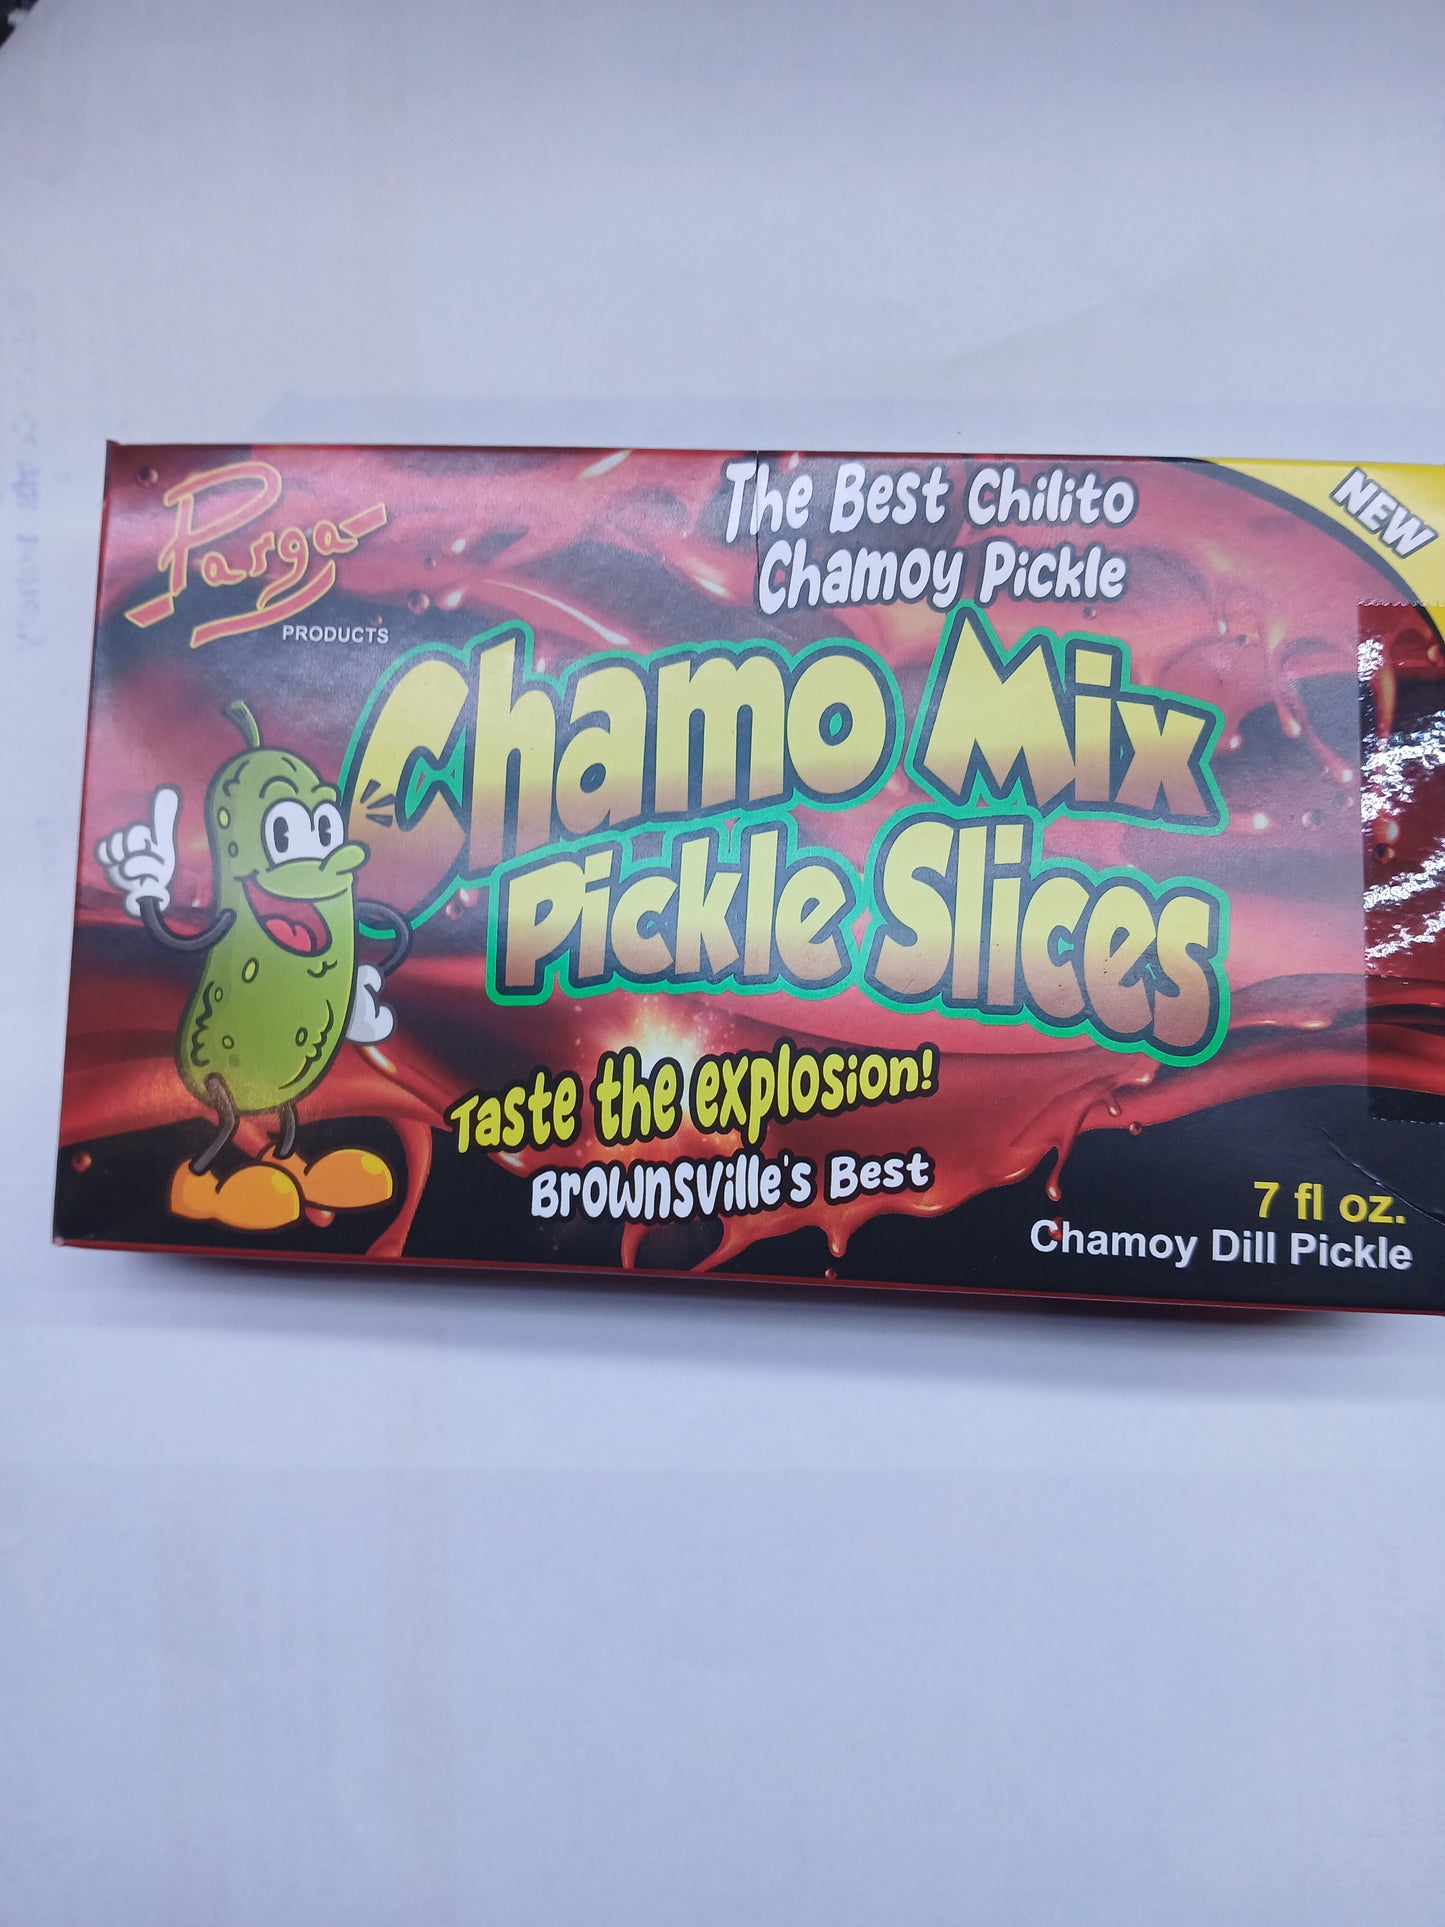 Parga
PRODUCTS
The Best Chilito
Chamoy Pickle
NEW
Chamo Mix
Pickle Slices
Taste the explosion!
Brownsville's Best
7 fl oz.
Chamoy Dill Pickle